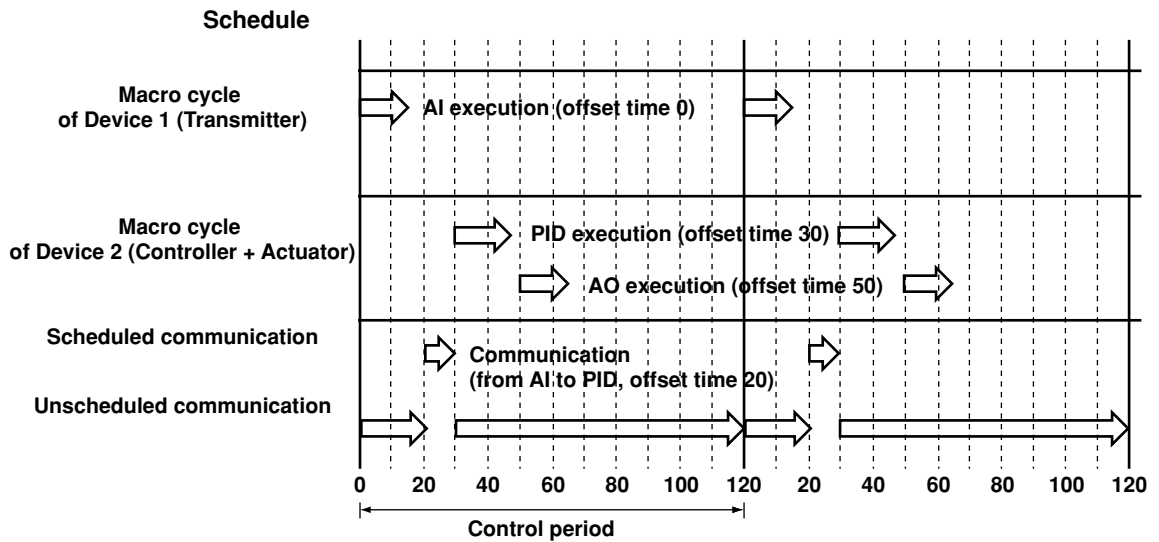 Schedule
Macro cycle
of Device 1 (Transmitter)
AI execution (offset time 0)
Macro cycle
of Device 2 (Controller + Actuator)
PID execution (offset time 30)
AO execution (offset time 50)
Scheduled communication
Communication
(from AI to PID, offset time 20)
Unscheduled communication
0 20 40 60 80 100 120 20 40 60 80 100 120
Control period